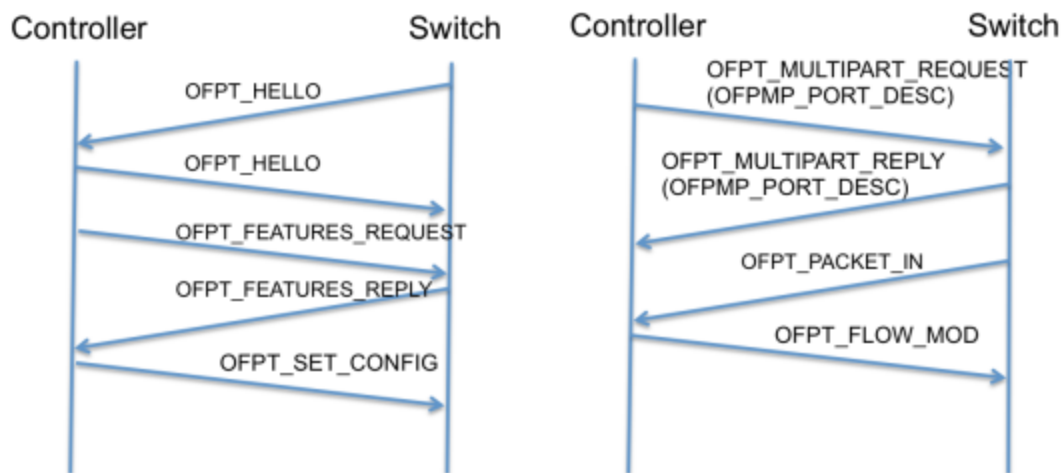 Controller
Switch
OFPT_HELLO
OFPT_HELLO
OFPT_FEATURES_REQUEST
OFPT_FEATURES_REPLY
OFPT_SET_CONFIG
Controller
Switch
OFPT_MULTIPART_REQUEST
(OFPMP_PORT_DESC)
OFPT_MULTIPART_REPLY
(OFPMP_PORT_DESC)
OFPT_PACKET_IN
OFPT_FLOW_MOD